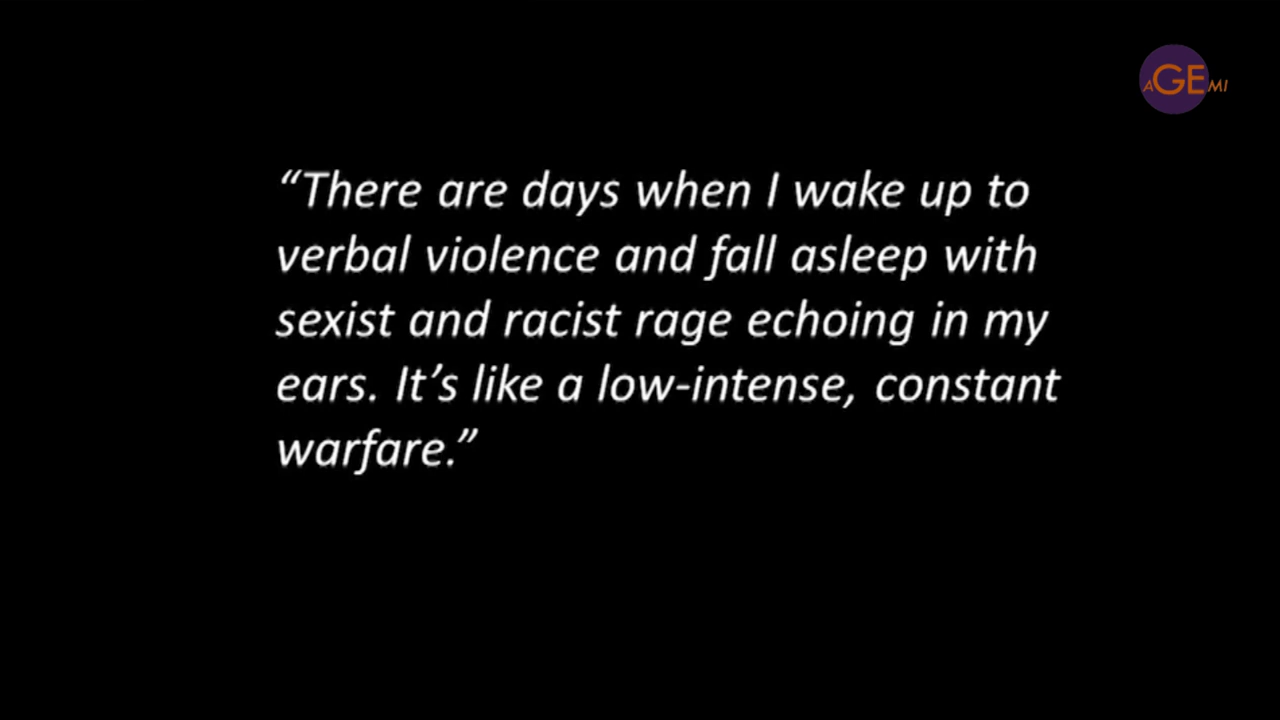 AGEMI
“There are days when I wake up to
verbal violence and fall asleep with
sexist and racist rage echoing in my
ears. It’s like a low-intense, constant
warfare.”